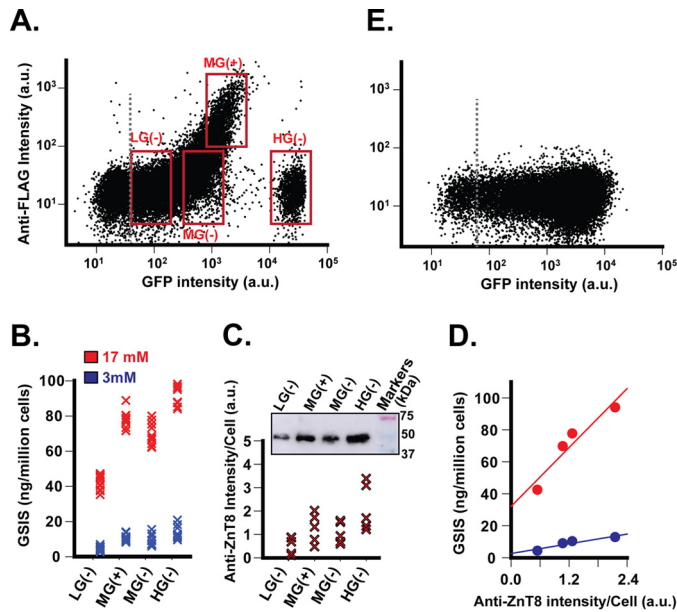 A.
Anti-FLAG Intensity (a.u.)
10³
10²
10¹
MG(+)
LG(-)
HG(-)
MG(-)
10¹ 10² 10³ 10⁴ 10⁵
GFP intensity (a.u.)
E.
10³
10²
10¹
10¹ 10² 10³ 10⁴ 10⁵
GFP intensity (a.u.)
B.
17 mM
3mM
GSIS (ng/million cells)
100
80
60
40
20
0
LG(-) MG(+) MG(-) HG(-)
C.
LG(-) MG(+) MG(-) HG(-) Markers (kDa)
75
50
37
Anti-ZnT8 Intensity/Cell (a.u.)
5
4
3
2
1
0
LG(-) MG(+) MG(-) HG(-)
D.
GSIS (ng/million cells)
100
80
60
40
20
0
0.0 1.2 1.2 2.4
Anti-ZnT8 intensity/Cell (a.u.)